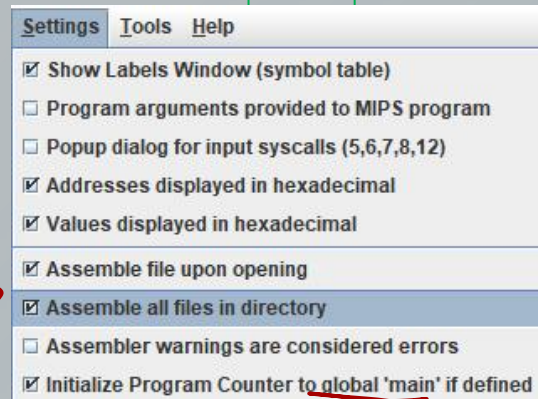 Settings Tools Help
Show Labels Window (symbol table)
Program arguments provided to MIPS program
Popup dialog for input syscalls (5,6,7,8,12)
Addresses displayed in hexadecimal
Values displayed in hexadecimal
Assemble file upon opening
Assemble all files in directory
Assembler warnings are considered errors
Initialize Program Counter to global 'main' if defined